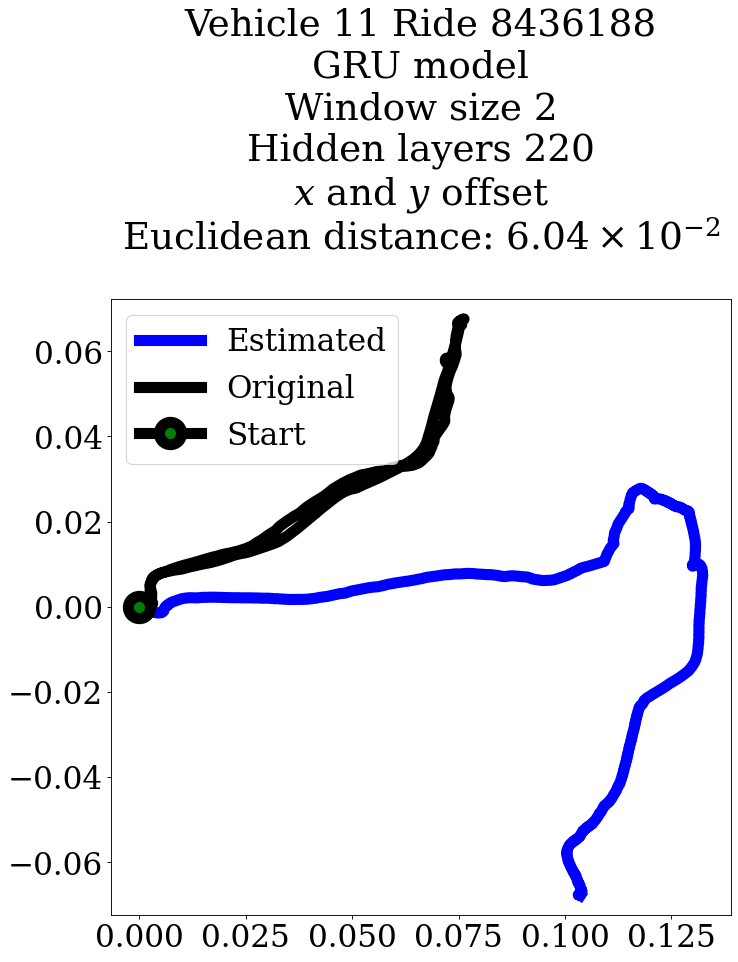 Vehicle 11 Ride 8436188
GRU model
Window size 2
Hidden layers 220
x and y offset
Euclidean distance: 6.04 × 10⁻²
Estimated
Original
Start
0.06
0.04
0.02
0.00
−0.02
−0.04
−0.06
0.000 0.025 0.050 0.075 0.100 0.125